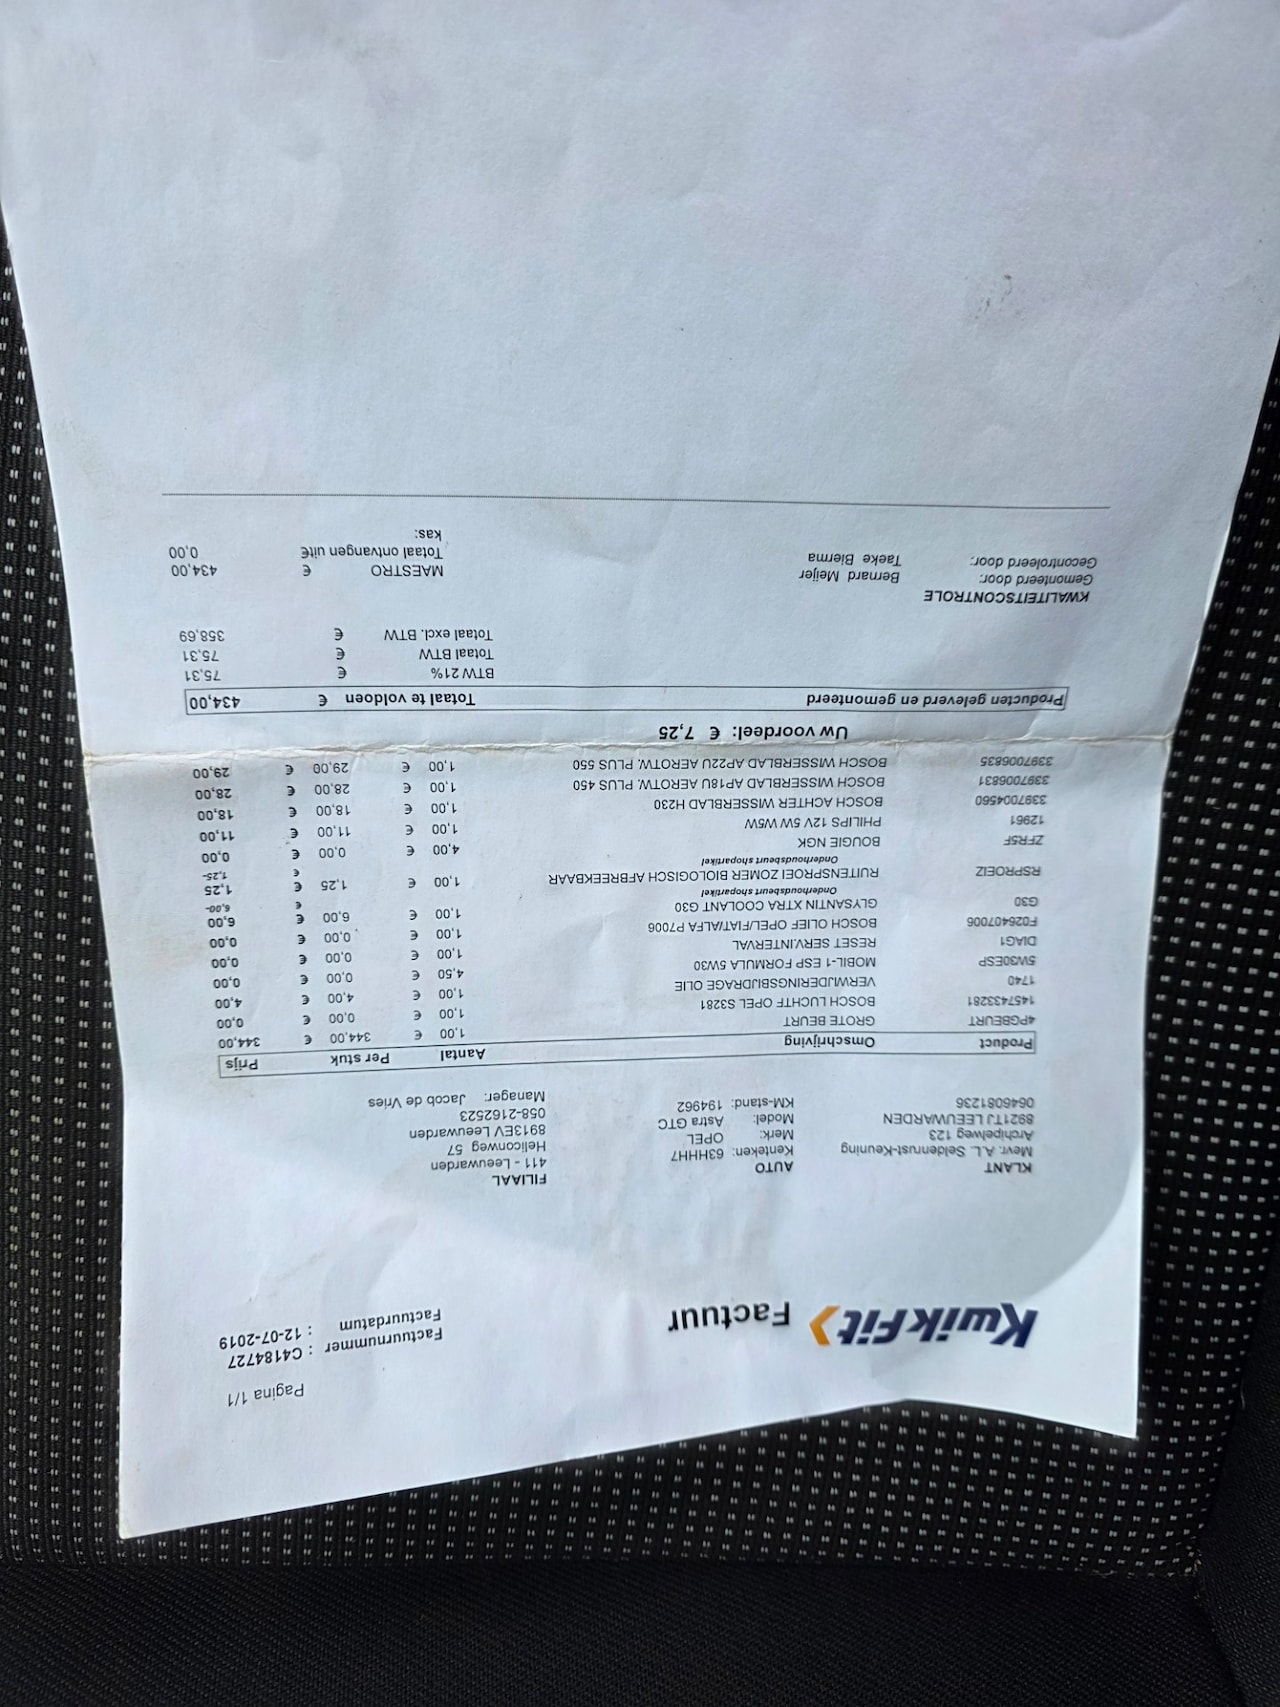 Pagina 1/1
KwikFit Factuur
Factuurnummer : C4184727
Factuurdatum : 12-07-2019
KLANT
Mevr. A.L. Seldenrust-Keuning
Archipelweg 123
8921TJ LEEUWARDEN
0646081236
AUTO
Kenteken: 63HHH7
Merk: OPEL
Model: Astra GTC
KM-stand: 194962
FILIAAL
411 - Leeuwarden
Heliconweg 57
8913EV Leeuwarden
058-2162523
Manager: Jacob de Vries
Product Omschrijving Aantal Per stuk Prijs
4PGBEURT GROTE BEURT 1,00 € 344,00 € 344,00
1457433281 BOSCH LUCHTF OPEL S3281 1,00 € 0,00 € 0,00
1740 VERWIJDERINGSBIJDRAGE OLIE 1,00 € 4,00 € 4,00
5W30ESP MOBIL-1 ESP FORMULA 5W30 4,50 € 0,00 € 0,00
DIAG1 RESET SERV.INTERVAL 1,00 € 0,00 € 0,00
F026407006 BOSCH OLIEF OPEL/FIAT/ALFA P7006 1,00 € 0,00 € 0,00
G30 GLYSANTIN XTRA COOLANT G30 1,00 € 6,00 € 6,00
Onderhoudsbeurt shopartikel € 6,00-
RSPROEIZ RUITENSPROEI ZOMER BIOLOGISCH AFBREEKBAAR 1,00 € 1,25 € 1,25
Onderhoudsbeurt shopartikel € 1,25-
ZFR5F BOUGIE NGK 4,00 € 0,00 € 0,00
12961 PHILIPS 12V 5W W5W 1,00 € 11,00 € 11,00
3397004560 BOSCH ACHTER WISSERBLAD H230 1,00 € 18,00 € 18,00
3397006831 BOSCH WISSERBLAD AP18U AEROTW. PLUS 450 1,00 € 28,00 € 28,00
3397006835 BOSCH WISSERBLAD AP22U AEROTW. PLUS 550 1,00 € 29,00 € 29,00
Uw voordeel: € 7,25
Producten geleverd en gemonteerd Totaal te voldoen € 434,00
BTW 21% € 75,31
Totaal BTW € 75,31
Totaal excl. BTW € 358,69
KWALITEITSCONTROLE
Gemonteerd door: Bernard Meijer
Gecontroleerd door: Taeke Bierma
MAESTRO € 434,00
Totaal ontvangen uit€ 0,00
kas: